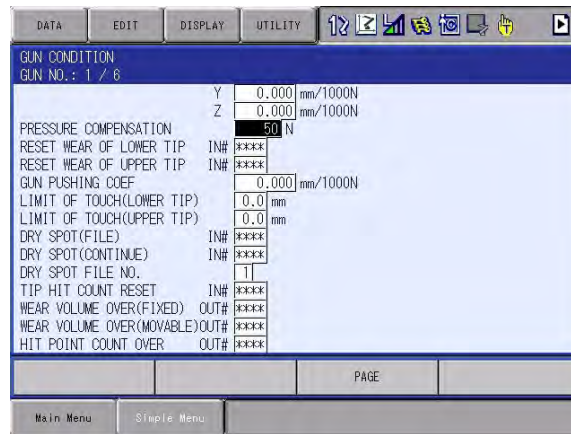 DATA EDIT DISPLAY UTILITY
GUN CONDITION
GUN NO.: 1 / 6
Y 0.000 mm/1000N
Z 0.000 mm/1000N
PRESSURE COMPENSATION 50 N
RESET WEAR OF LOWER TIP IN# ****
RESET WEAR OF UPPER TIP IN# ****
GUN PUSHING COEF 0.000 mm/1000N
LIMIT OF TOUCH(LOWER TIP) 0.0 mm
LIMIT OF TOUCH(UPPER TIP) 0.0 mm
DRY SPOT(FILE) IN# ****
DRY SPOT(CONTINUE) IN# ****
DRY SPOT FILE NO. 1
TIP HIT COUNT RESET IN# ****
WEAR VOLUME OVER(FIXED) OUT# ****
WEAR VOLUME OVER(MOVABLE)OUT# ****
HIT POINT COUNT OVER OUT# ****
PAGE
Main Menu Simple Menu